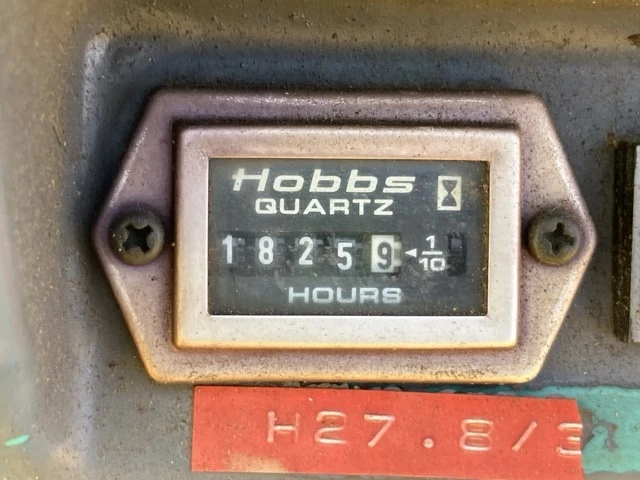 Hobbs
QUARTZ
18259 ◄ 1/10
HOURS
H27.8/3